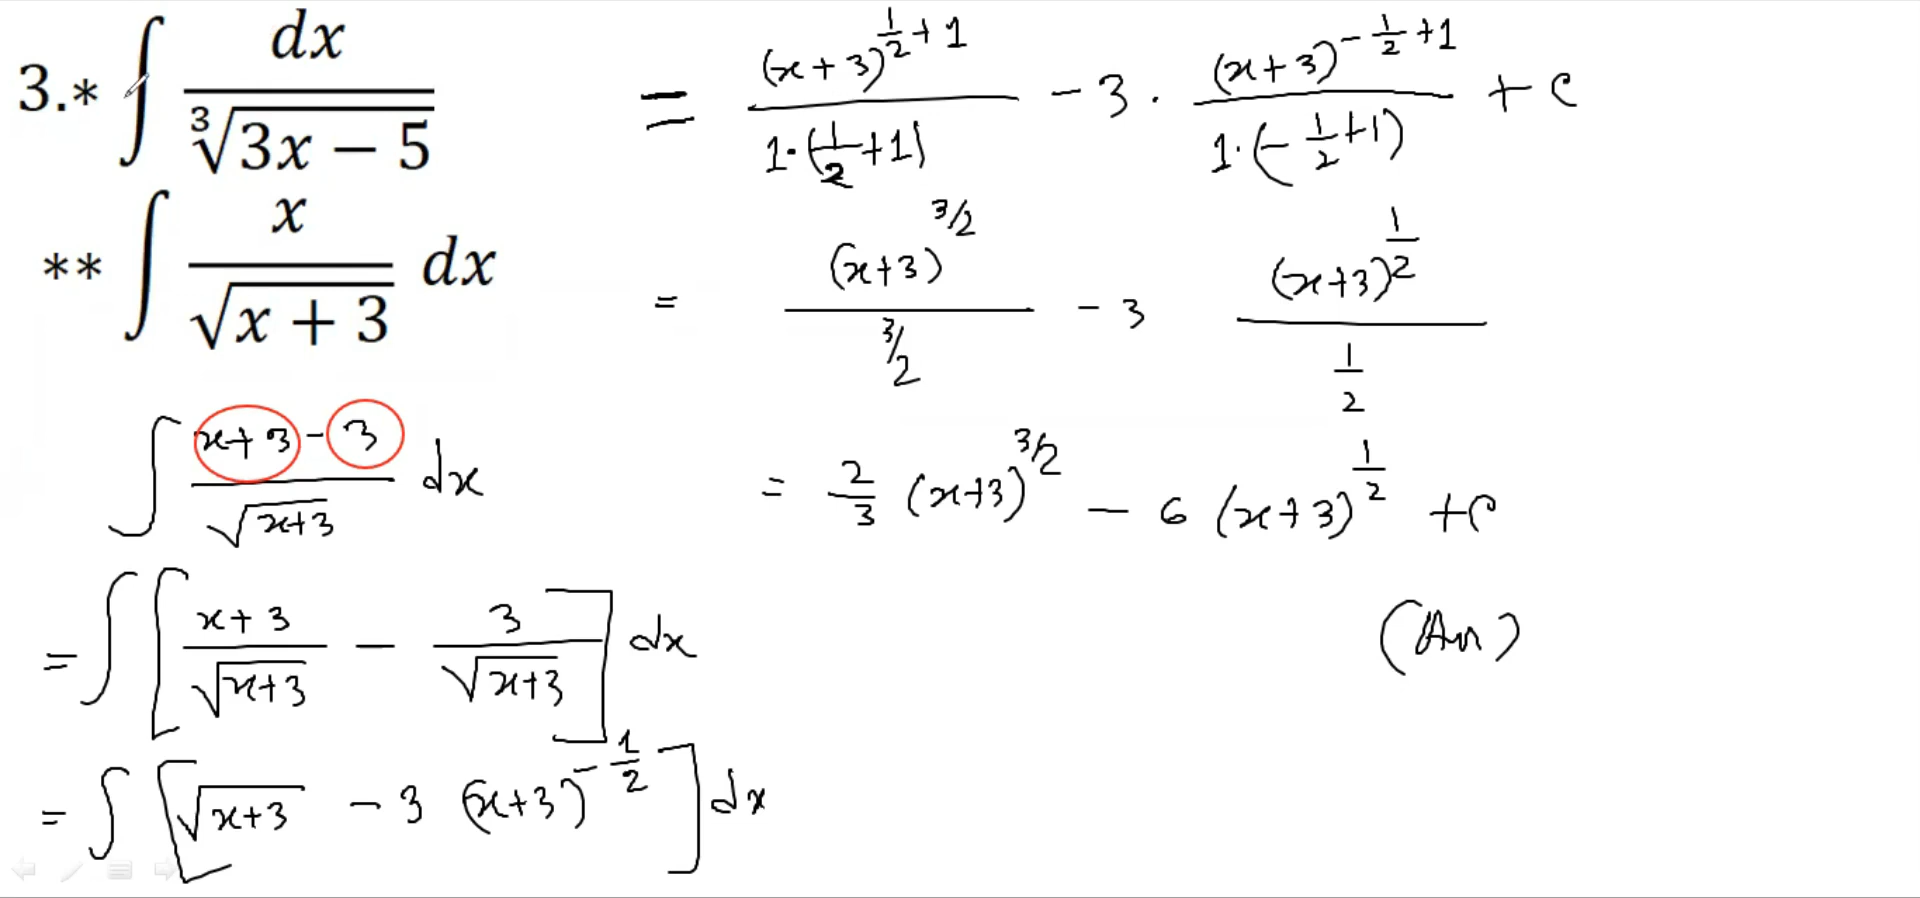 3.* ∫ dx / ∛(3x − 5)
** ∫ x / √(x + 3) dx
∫ (x+3 − 3) / √(x+3) dx
= ∫ [ (x+3) / √(x+3) − 3 / √(x+3) ] dx
= ∫ [ √(x+3) − 3 (x+3)^(−1/2) ] dx
= (x+3)^(1/2 + 1) / (1·(1/2 + 1)) − 3 · (x+3)^(−1/2 + 1) / (1·(−1/2 + 1)) + c
= (x+3)^(3/2) / (3/2) − 3 (x+3)^(1/2) / (1/2)
= 2/3 (x+3)^(3/2) − 6 (x+3)^(1/2) + c
(An)